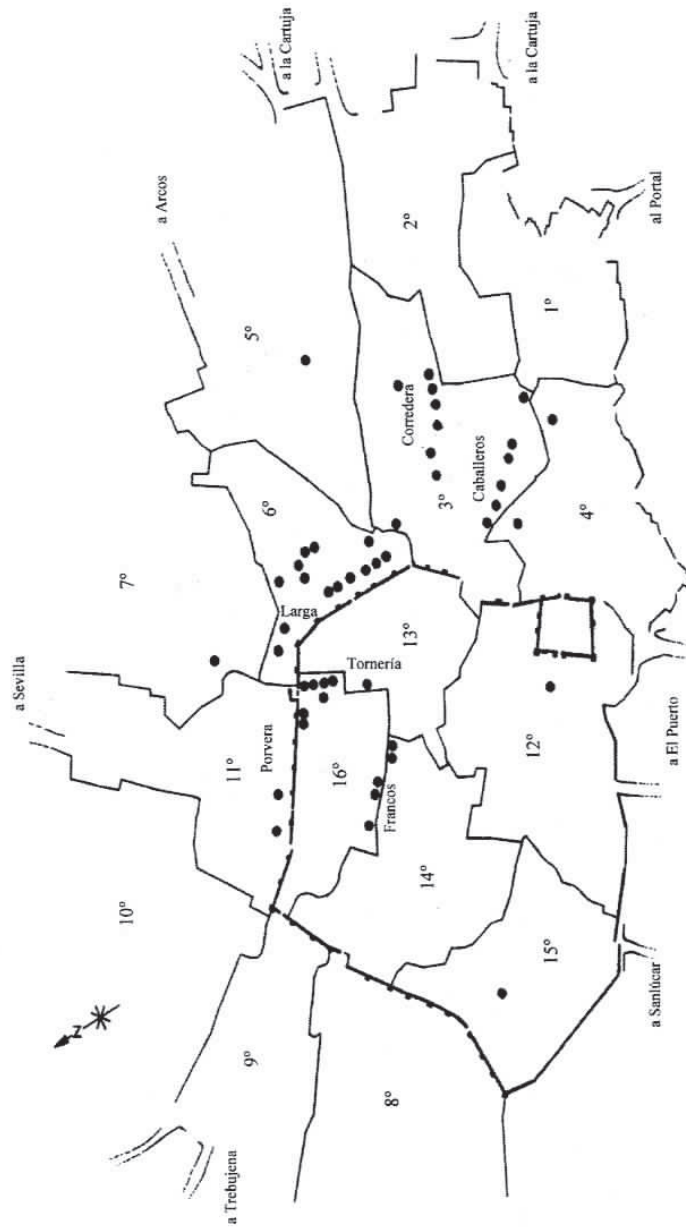 a Sevilla
a Arcos
a la Cartuja
a la Cartuja
al Portal
a El Puerto
a Sanlúcar
a Trebujena
N
10º
11º
7º
6º
5º
2º
1º
3º
4º
9º
8º
16º
13º
14º
12º
15º
Porvera
Larga
Tornería
Francos
Corredera
Caballeros